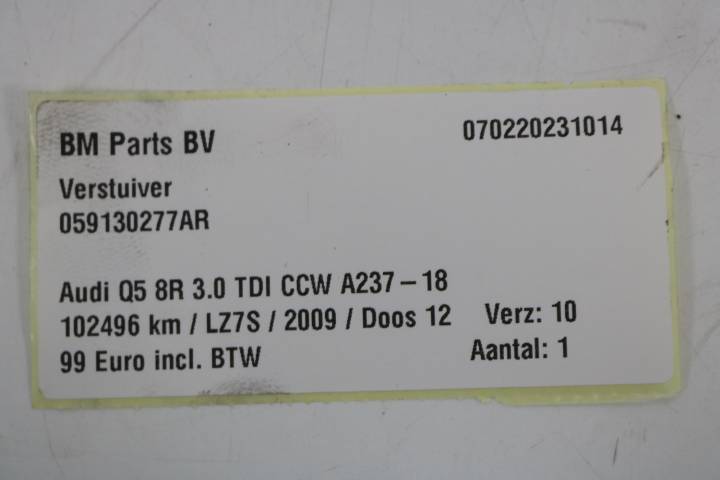 BM Parts BV 070220231014
Verstuiver
059130277AR
Audi Q5 8R 3.0 TDI CCW A237-18
102496 km / LZ7S / 2009 / Doos 12 Verz: 10
99 Euro incl. BTW Aantal: 1